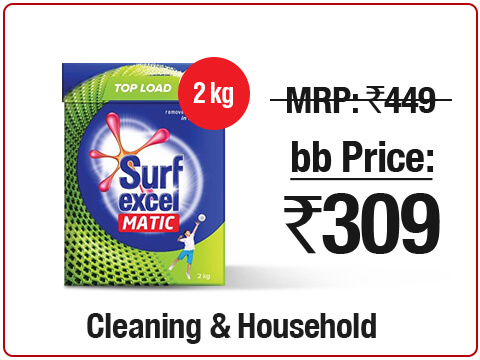 TOP LOAD
2 kg
Surf
excel
MATIC
2 kg
MRP: ₹449
bb Price:
₹309
Cleaning & Household